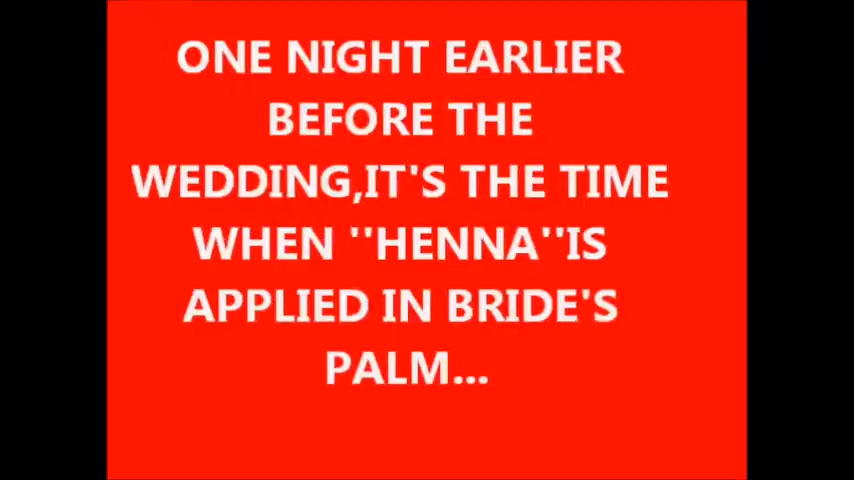 ONE NIGHT EARLIER
BEFORE THE
WEDDING,IT'S THE TIME
WHEN ''HENNA''IS
APPLIED IN BRIDE'S
PALM...